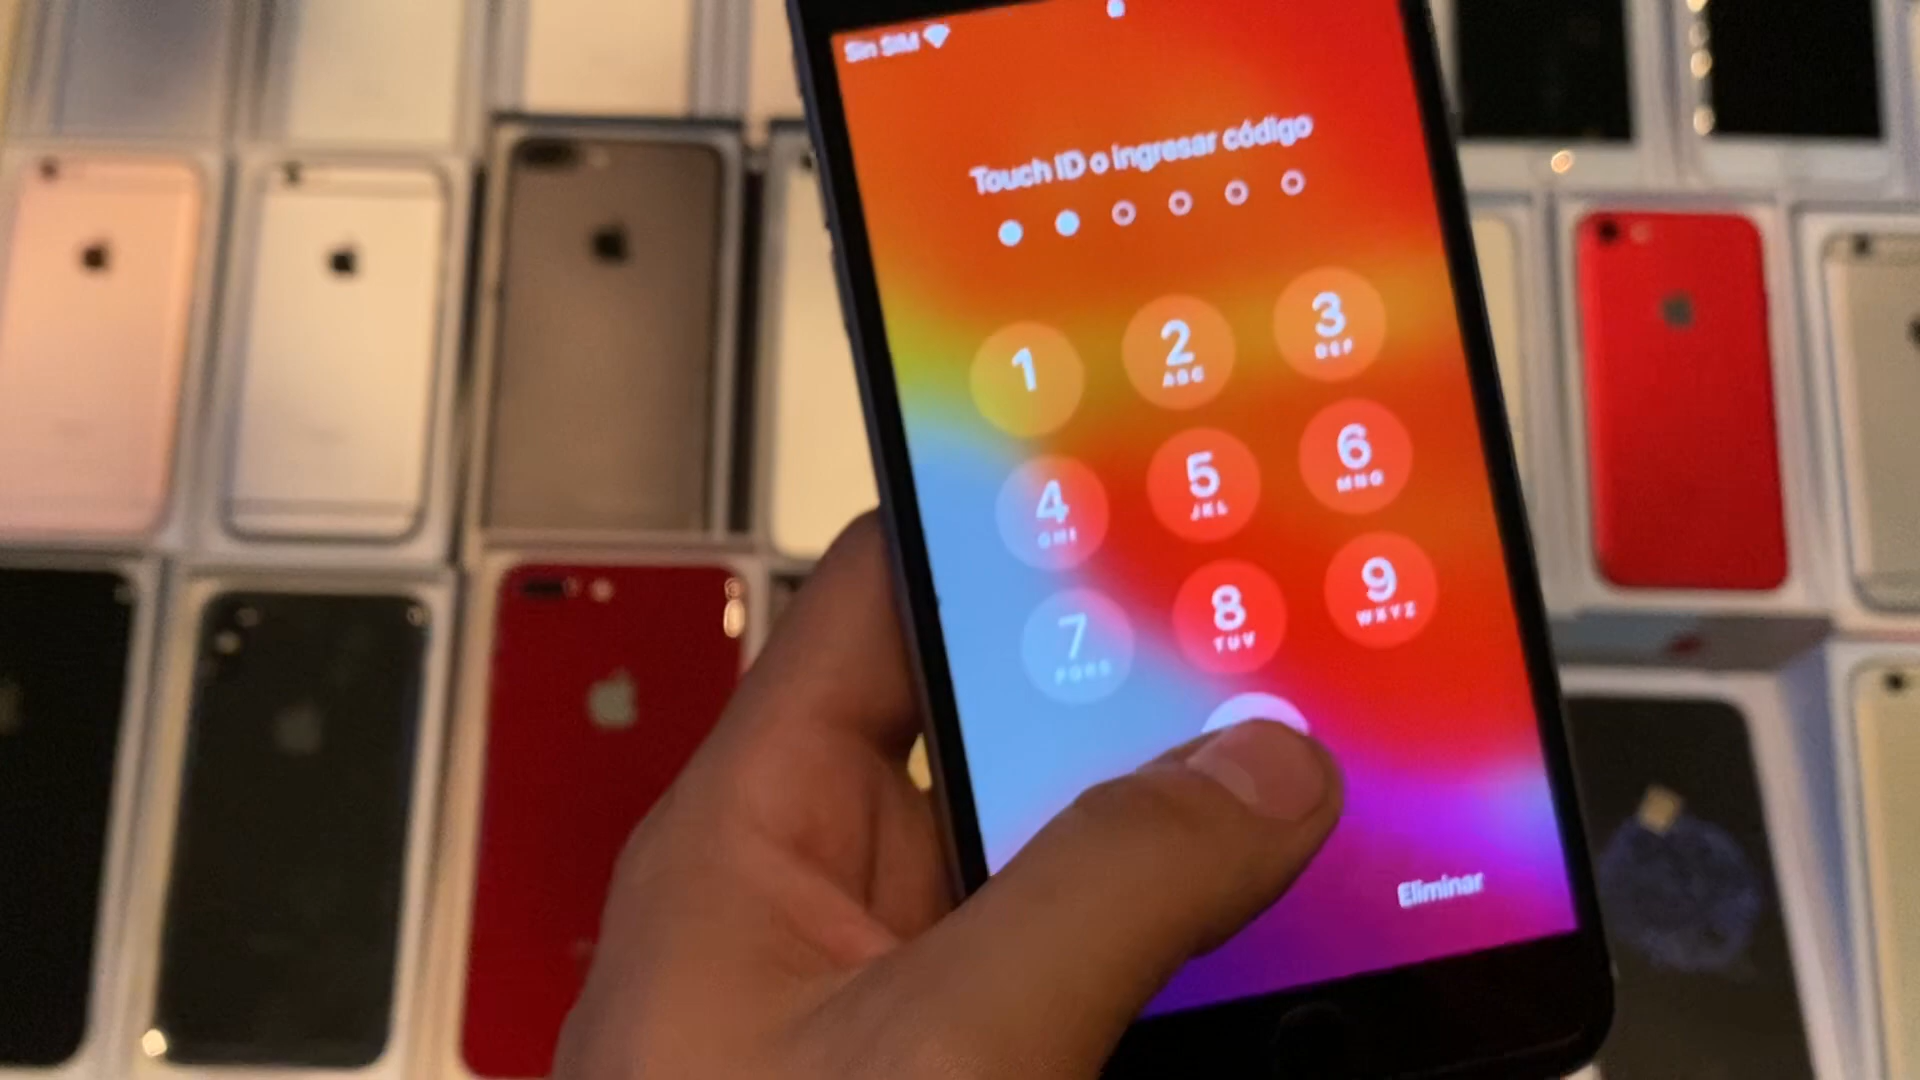 Sin SIM
Touch ID o ingresar código
1
2
ABC
3
DEF
4
GHI
5
JKL
6
MNO
7
PQRS
8
TUV
9
WXYZ
Eliminar